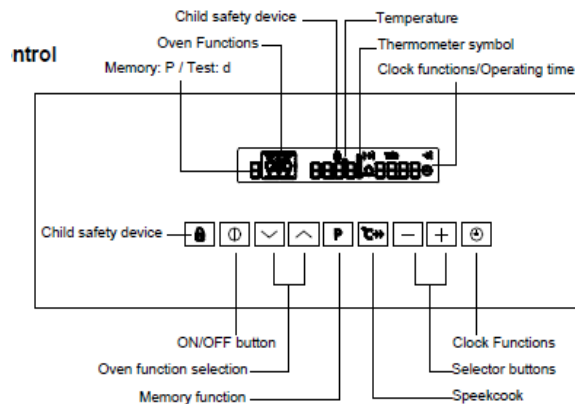 Child safety device
Temperature
Oven Functions
Thermometer symbol
ntrol
Memory: P / Test: d
Clock functions/Operating time
Child safety device
P
ON/OFF button
Clock Functions
Oven function selection
Selector buttons
Memory function
Speekcook